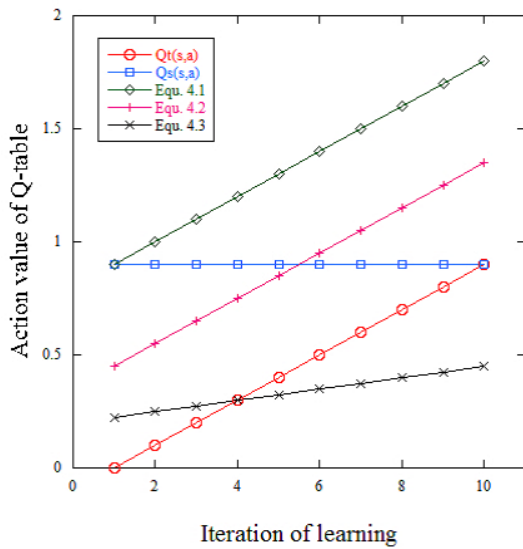 2
1.5
1
0.5
0
0
2
4
6
8
10
Qt(s,a)
Qs(s,a)
Equ. 4.1
Equ. 4.2
Equ. 4.3
Action value of Q-table
Iteration of learning